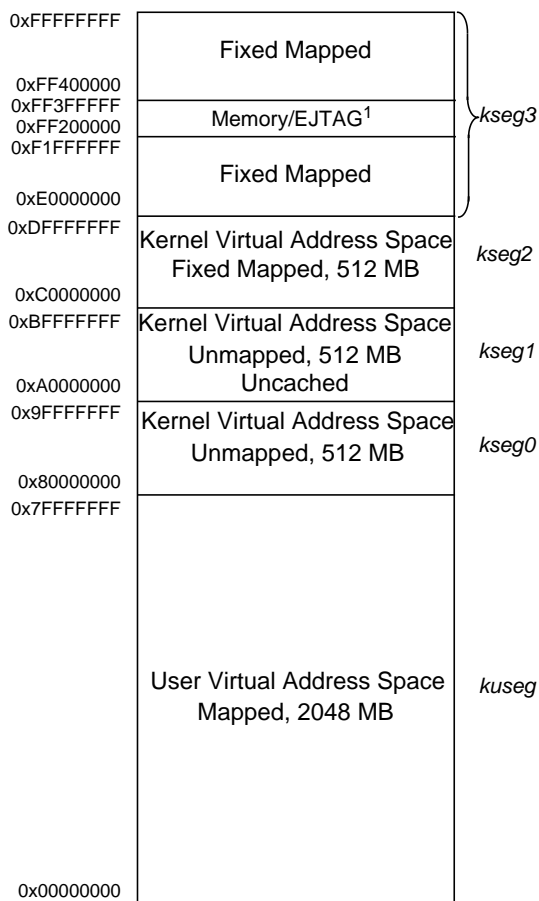 0xFFFFFFFF
Fixed Mapped
0xFF400000
0xFF3FFFFF
Memory/EJTAG1
kseg3
0xFF200000
0xF1FFFFFF
Fixed Mapped
0xE0000000
0xDFFFFFFF
Kernel Virtual Address Space
Fixed Mapped, 512 MB
kseg2
0xC0000000
0xBFFFFFFF
Kernel Virtual Address Space
Unmapped, 512 MB
Uncached
kseg1
0xA0000000
0x9FFFFFFF
Kernel Virtual Address Space
Unmapped, 512 MB
kseg0
0x80000000
0x7FFFFFFF
User Virtual Address Space
Mapped, 2048 MB
kuseg
0x00000000